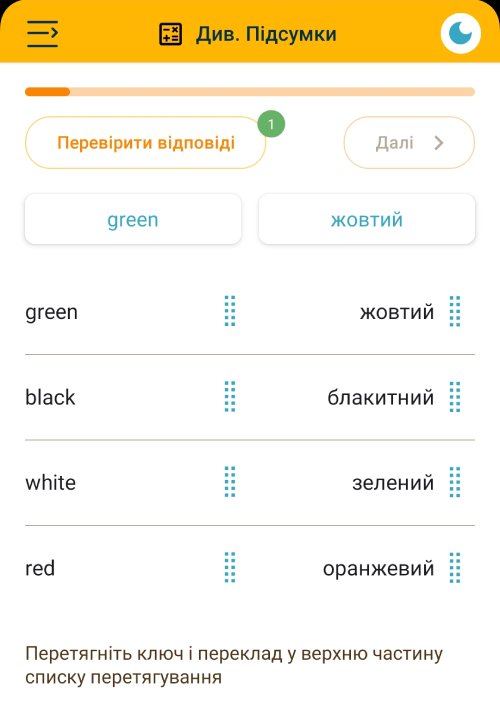 Див. Підсумки
Перевірити відповіді
1
Далі
green жовтий
green жовтий
black блакитний
white зелений
red оранжевий
Перетягніть ключ і переклад у верхню частину
списку перетягування